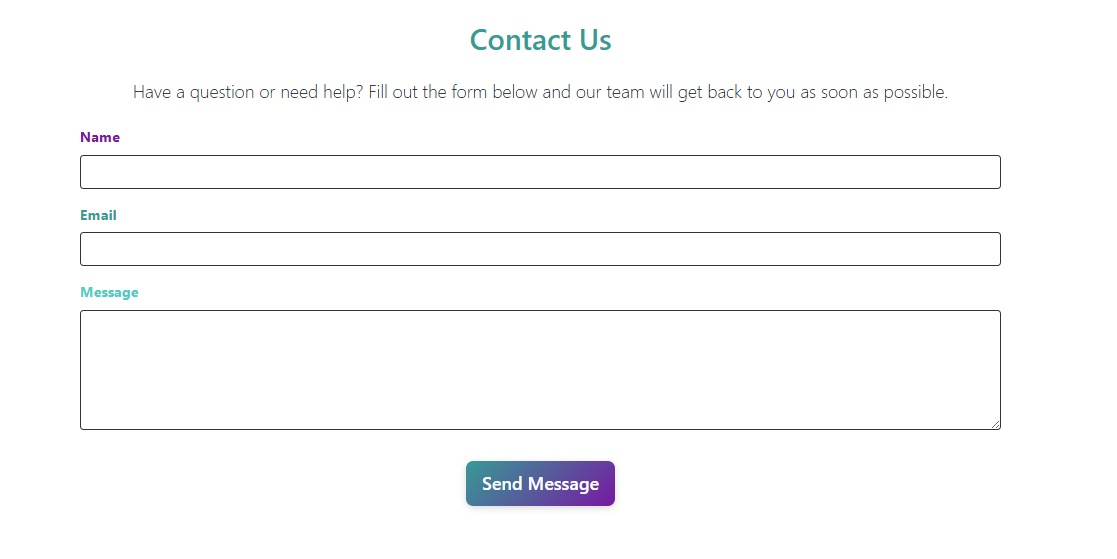 Contact Us
Have a question or need help? Fill out the form below and our team will get back to you as soon as possible.
Name
Email
Message
Send Message